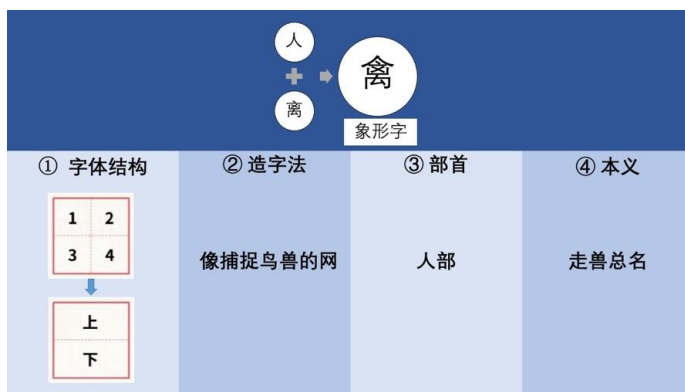 人
离
禽
象形字
① 字体结构
② 造字法
③ 部首
④ 本义
1 2
3 4
上
下
像捕捉鸟兽的网
人部
走兽总名